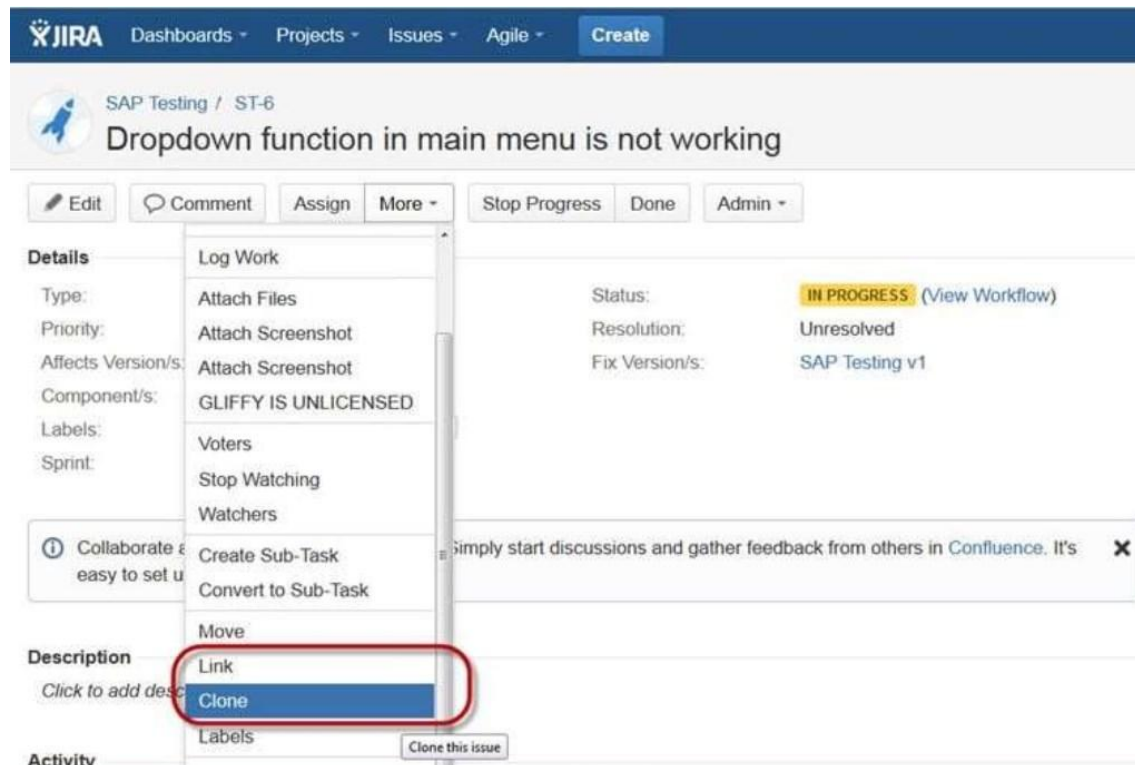 JIRA Dashboards Projects Issues Agile Create
SAP Testing / ST-6
Dropdown function in main menu is not working
Edit Comment Assign More Stop Progress Done Admin
Details
Log Work
Type:
Attach Files
Status:
IN PROGRESS (View Workflow)
Priority:
Attach Screenshot
Resolution:
Unresolved
Affects Version/s:
Attach Screenshot
Fix Version/s:
SAP Testing v1
Component/s:
GLIFFY IS UNLICENSED
Labels:
Voters
Sprint:
Stop Watching
Watchers
Collaborate
Simply start discussions and gather feedback from others in Confluence. It's
easy to set
Create Sub-Task
Convert to Sub-Task
Move
Description
Link
Click to add
Clone
Labels
Clone this issue
Activity